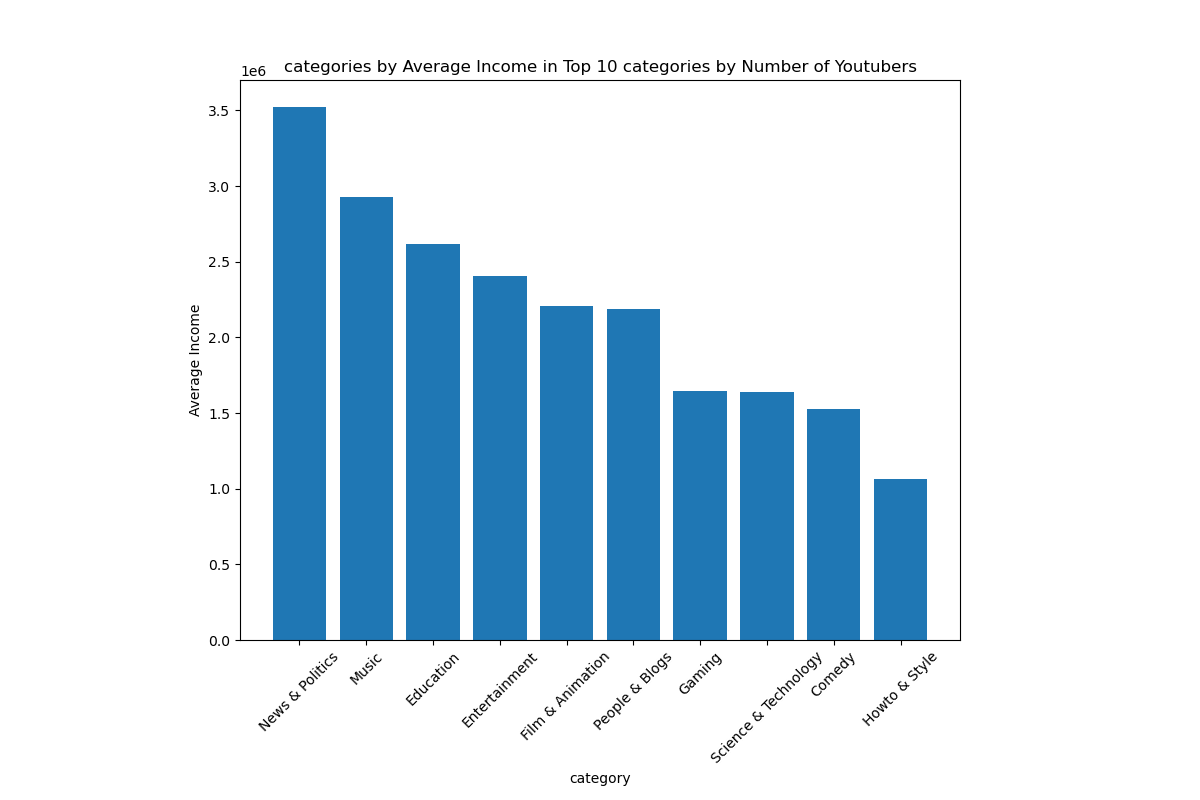 categories by Average Income in Top 10 categories by Number of Youtubers
1e6
3.5
3.0
2.5
2.0
1.5
1.0
0.5
0.0
Average Income
News & Politics
Music
Education
Entertainment
Film & Animation
People & Blogs
Gaming
Science & Technology
Comedy
Howto & Style
category